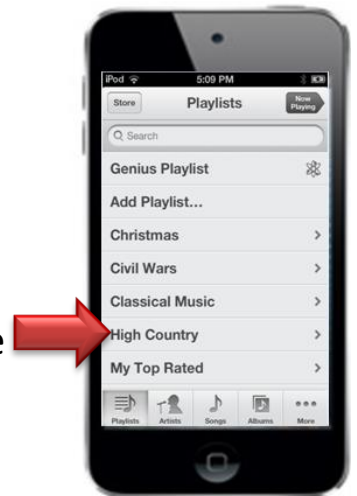 iPod 5:09 PM
Store Playlists Now Playing
Search
Genius Playlist
Add Playlist...
Christmas
Civil Wars
Classical Music
High Country
e
My Top Rated
Playlists Artists Songs Albums More